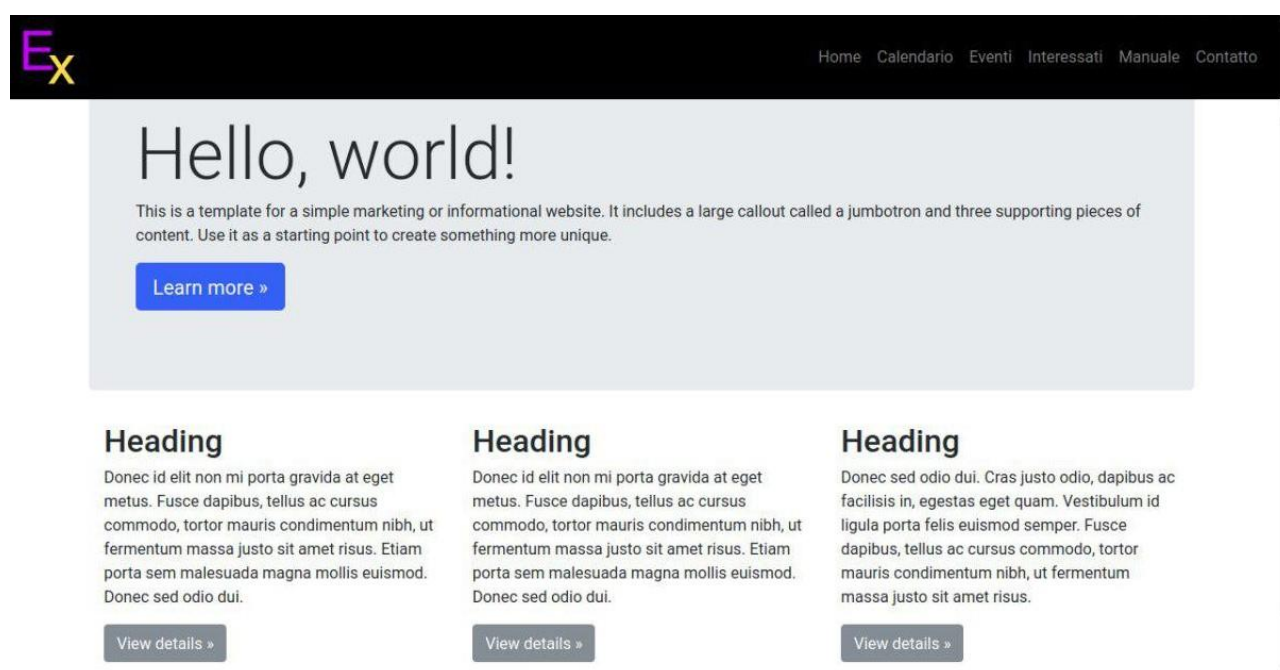 Ex
Home Calendario Eventi Interessati Manuale Contatto
Hello, world!
This is a template for a simple marketing or informational website. It includes a large callout called a jumbotron and three supporting pieces of
content. Use it as a starting point to create something more unique.
Learn more »
Heading
Donec id elit non mi porta gravida at eget
metus. Fusce dapibus, tellus ac cursus
commodo, tortor mauris condimentum nibh, ut
fermentum massa justo sit amet risus. Etiam
porta sem malesuada magna mollis euismod.
Donec sed odio dui.
View details »
Heading
Donec id elit non mi porta gravida at eget
metus. Fusce dapibus, tellus ac cursus
commodo, tortor mauris condimentum nibh, ut
fermentum massa justo sit amet risus. Etiam
porta sem malesuada magna mollis euismod.
Donec sed odio dui.
View details »
Heading
Donec sed odio dui. Cras justo odio, dapibus ac
facilisis in, egestas eget quam. Vestibulum id
ligula porta felis euismod semper. Fusce
dapibus, tellus ac cursus commodo, tortor
mauris condimentum nibh, ut fermentum
massa justo sit amet risus.
View details »